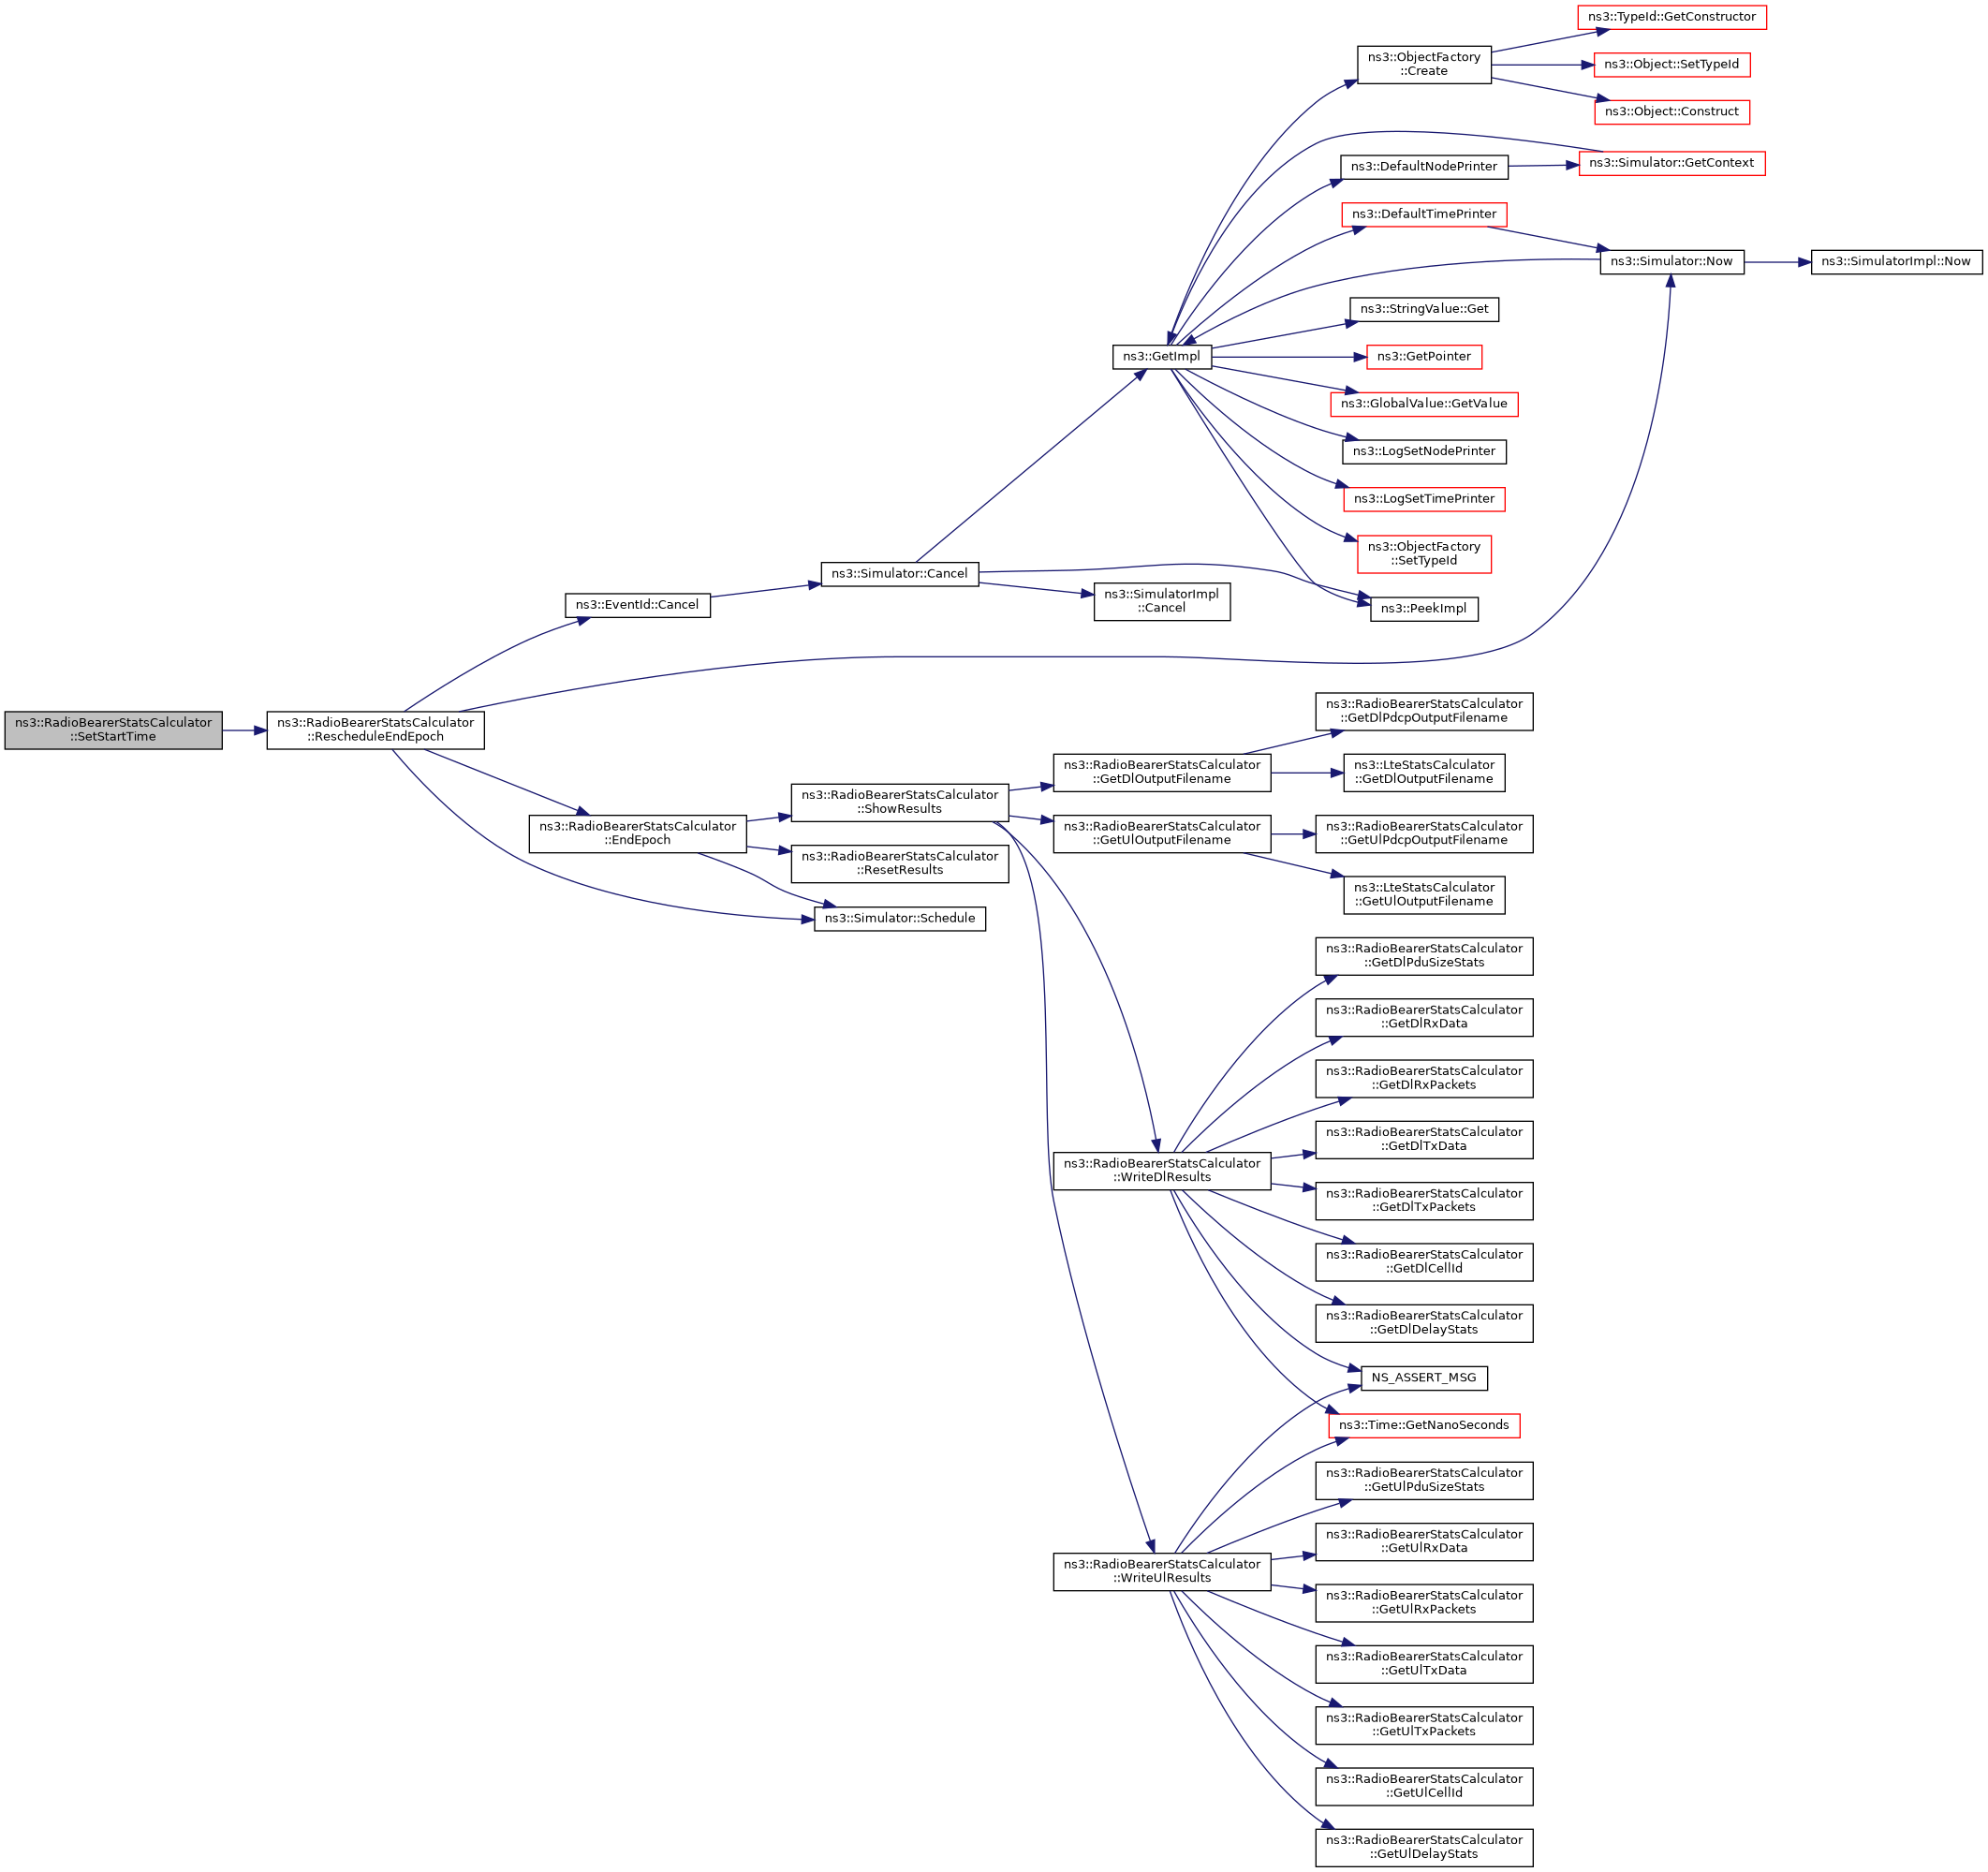 ns3::RadioBearerStatsCalculator
::SetStartTime
ns3::RadioBearerStatsCalculator
::RescheduleEndEpoch
ns3::EventId::Cancel
ns3::RadioBearerStatsCalculator
::EndEpoch
ns3::Simulator::Cancel
ns3::RadioBearerStatsCalculator
::ShowResults
ns3::RadioBearerStatsCalculator
::ResetResults
ns3::Simulator::Schedule
ns3::GetImpl
ns3::SimulatorImpl
::Cancel
ns3::RadioBearerStatsCalculator
::GetDlOutputFilename
ns3::RadioBearerStatsCalculator
::GetUlOutputFilename
ns3::RadioBearerStatsCalculator
::WriteDlResults
ns3::RadioBearerStatsCalculator
::WriteUlResults
ns3::ObjectFactory
::Create
ns3::DefaultNodePrinter
ns3::DefaultTimePrinter
ns3::StringValue::Get
ns3::GetPointer
ns3::GlobalValue::GetValue
ns3::LogSetNodePrinter
ns3::LogSetTimePrinter
ns3::ObjectFactory
::SetTypeId
ns3::PeekImpl
ns3::RadioBearerStatsCalculator
::GetDlPdcpOutputFilename
ns3::LteStatsCalculator
::GetDlOutputFilename
ns3::RadioBearerStatsCalculator
::GetUlPdcpOutputFilename
ns3::LteStatsCalculator
::GetUlOutputFilename
ns3::RadioBearerStatsCalculator
::GetDlPduSizeStats
ns3::RadioBearerStatsCalculator
::GetDlRxData
ns3::RadioBearerStatsCalculator
::GetDlRxPackets
ns3::RadioBearerStatsCalculator
::GetDlTxData
ns3::RadioBearerStatsCalculator
::GetDlTxPackets
ns3::RadioBearerStatsCalculator
::GetDlCellId
ns3::RadioBearerStatsCalculator
::GetDlDelayStats
NS_ASSERT_MSG
ns3::Time::GetNanoSeconds
ns3::RadioBearerStatsCalculator
::GetUlPduSizeStats
ns3::RadioBearerStatsCalculator
::GetUlRxData
ns3::RadioBearerStatsCalculator
::GetUlRxPackets
ns3::RadioBearerStatsCalculator
::GetUlTxData
ns3::RadioBearerStatsCalculator
::GetUlTxPackets
ns3::RadioBearerStatsCalculator
::GetUlCellId
ns3::RadioBearerStatsCalculator
::GetUlDelayStats
ns3::TypeId::GetConstructor
ns3::Object::SetTypeId
ns3::Object::Construct
ns3::Simulator::GetContext
ns3::Simulator::Now
ns3::SimulatorImpl::Now